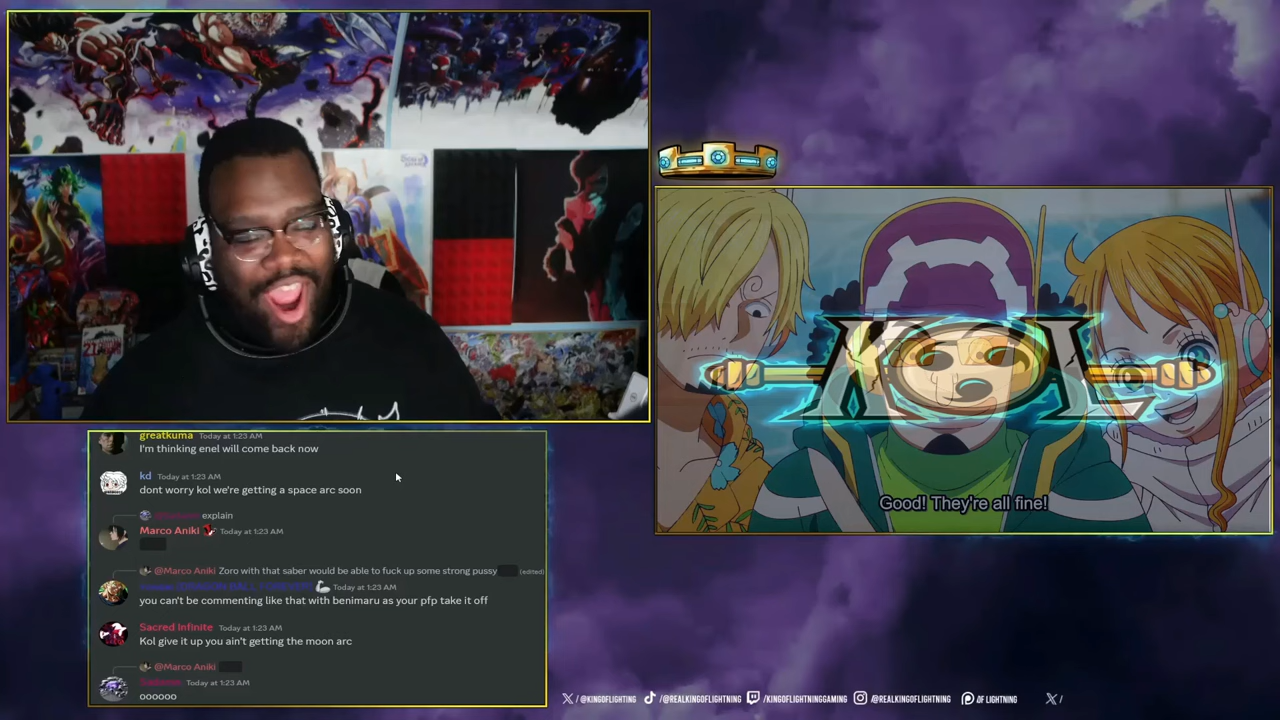 greatkuma Today at 1:23 AM
I'm thinking enel will come back now
kd Today at 1:23 AM
dont worry kol we're getting a space arc soon
explain
Marco Aniki Today at 1:23 AM
@Marco Aniki Zoro with that saber would be able to fuck up some strong pussy (edited)
Today at 1:23 AM
you can't be commenting like that with benimaru as your pfp take it off
Sacred Infinite Today at 1:23 AM
Kol give it up you ain't getting the moon arc
@Marco Aniki
Today at 1:23 AM
oooooo
KOL
Good! They're all fine!
X/@KINGOFLIGHTING /@REALKINGOFLIGHTNING /KINGOFLIGHTNINGGAMING @REALKINGOFLIGHTNING /OF LIGHTNING X/